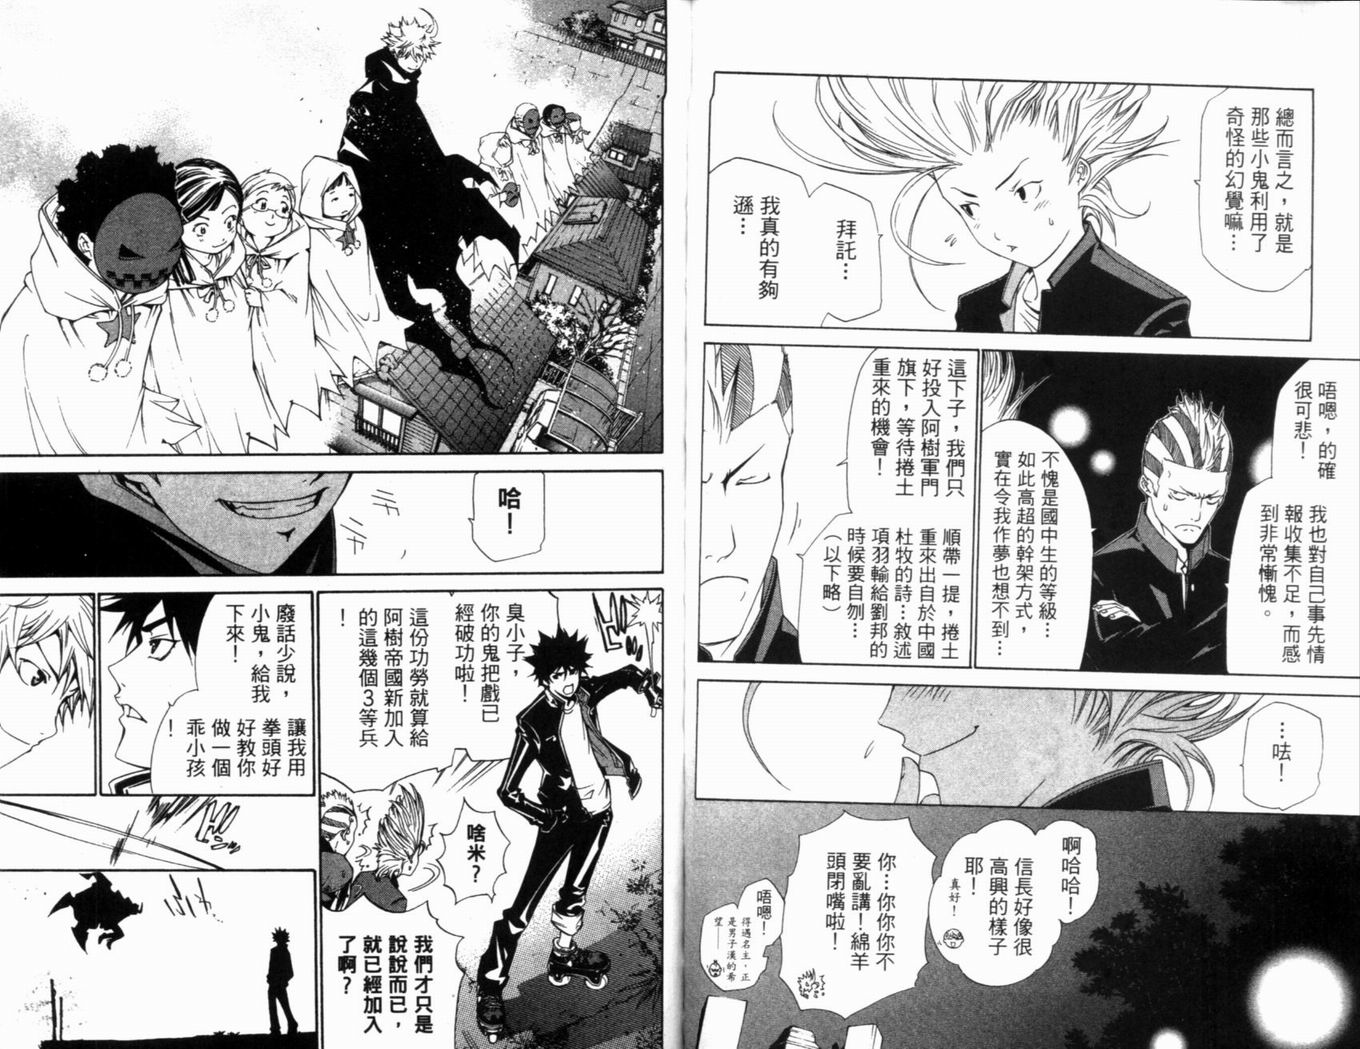 總而言之，就是
那些小鬼利用了
奇怪的幻覺嘛…
拜託…
我真的有夠
遜…
唔嗯，的確
很可悲！
我也對自己事先情
報收集不足，而感
到非常慚愧。
不愧是國中生的等級…
如此高超的幹架方式，
實在令我作夢也想不到…
這下子，我們只
好投入阿樹軍門
旗下，等待捲土
重來的機會！
順帶一提，捲土
重來出自於中國
杜牧的詩…敘述
項羽輸給劉邦的
時候要自刎…
（以下略）
…呿！
啊哈哈！
信長好像很
高興的樣子
耶！
真好！
你…你你你不
要亂講！綿羊
頭閉嘴啦！
唔嗯！
得遇名主，正
是男子漢的希
望——
哈！
臭小子，
你的鬼把戲已
經破功啦！
這份功勞就算給
阿樹帝國新加入
的這幾個3等兵
！
啥米？
我們才只是
說說而已，
就已經加入
了啊？
廢話少說，
小鬼，給我
下來！
讓我用
拳頭好
好教你
做一個
乖小孩
！